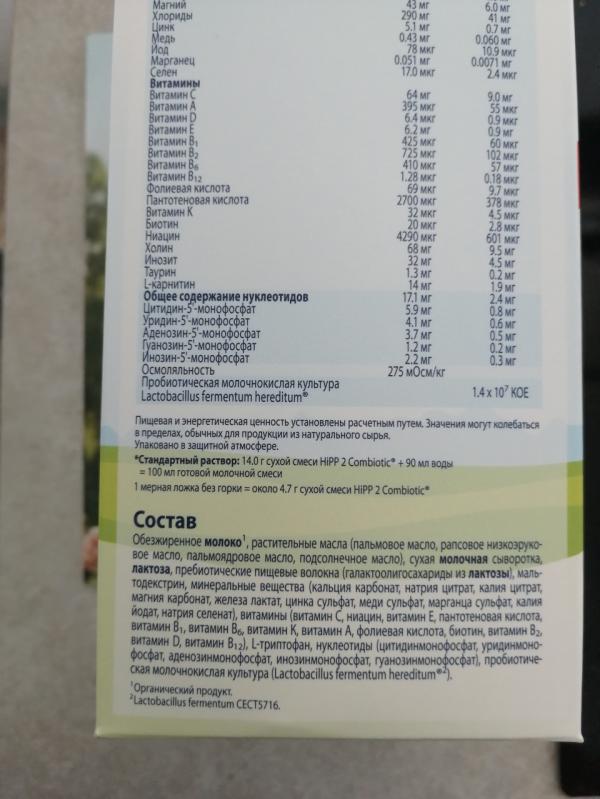 Магний 43 мг 6.0 мг
Хлориды 290 мг 41 мг
Цинк 5.1 мг 0.7 мг
Медь 0.43 мг 0.060 мг
Йод 78 мкг 10.9 мкг
Марганец 0.051 мг 0.0071 мг
Селен 17.0 мкг 2.4 мкг
Витамины
Витамин C 64 мг 9.0 мг
Витамин A 395 мкг 55 мкг
Витамин D 6.4 мкг 0.9 мкг
Витамин E 6.2 мг 0.9 мг
Витамин B₁ 425 мкг 60 мкг
Витамин B₂ 725 мкг 102 мкг
Витамин B₆ 410 мкг 57 мкг
Витамин B₁₂ 1.28 мкг 0.18 мкг
Фолиевая кислота 69 мкг 9.7 мкг
Пантотеновая кислота 2700 мкг 378 мкг
Витамин K 32 мкг 4.5 мкг
Биотин 20 мкг 2.8 мкг
Ниацин 4290 мкг 601 мкг
Холин 68 мг 9.5 мг
Инозит 32 мг 4.5 мг
Таурин 1.3 мг 0.2 мг
L-карнитин 14 мг 1.9 мг
Общее содержание нуклеотидов 17.1 мг 2.4 мг
Цитидин-5'-монофосфат 5.9 мг 0.8 мг
Уридин-5'-монофосфат 4.1 мг 0.6 мг
Аденозин-5'-монофосфат 3.7 мг 0.5 мг
Гуанозин-5'-монофосфат 1.2 мг 0.2 мг
Инозин-5'-монофосфат 2.2 мг 0.3 мг
Осмоляльность 275 мОсм/кг
Пробиотическая молочнокислая культура
Lactobacillus fermentum hereditum® 1.4 x 10⁷ КОЕ
Пищевая и энергетическая ценность установлены расчетным путем. Значения могут колебаться
в пределах, обычных для продукции из натурального сырья.
Упаковано в защитной атмосфере.
*Стандартный раствор: 14.0 г сухой смеси HiPP 2 Combiotic® + 90 мл воды
= 100 мл готовой молочной смеси
1 мерная ложка без горки = около 4.7 г сухой смеси HiPP 2 Combiotic®
Состав
Обезжиренное молоко¹, растительные масла (пальмовое масло, рапсовое низкоэруко-
вое масло, пальмоядровое масло, подсолнечное масло), сухая молочная сыворотка,
лактоза, пребиотические пищевые волокна (галактоолигосахариды из лактозы), маль-
тодекстрин, минеральные вещества (кальция карбонат, натрия цитрат, калия цитрат,
магния карбонат, железа лактат, цинка сульфат, меди сульфат, марганца сульфат, калия
йодат, натрия селенат), витамины (витамин C, ниацин, витамин E, пантотеновая кислота,
витамин B₁, витамин B₆, витамин K, витамин A, фолиевая кислота, биотин, витамин B₂,
витамин D, витамин B₁₂), L-триптофан, нуклеотиды (цитидинмонофосфат, уридинмоно-
фосфат, аденозинмонофосфат, инозинмонофосфат, гуанозинмонофосфат), пробиотиче-
ская молочнокислая культура (Lactobacillus fermentum hereditum®²).
¹Органический продукт.
²Lactobacillus fermentum CECT5716.